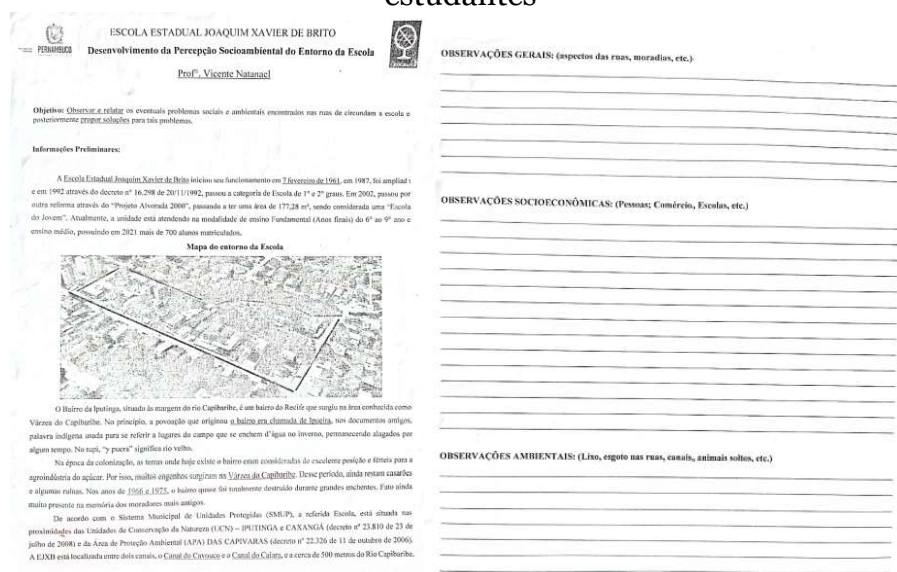 estudantes
PERNAMBUCO
ESCOLA ESTADUAL JOAQUIM XAVIER DE BRITO
Desenvolvimento da Percepção Socioambiental do Entorno da Escola
Profº. Vicente Natanael
Objetivo: Observar e relatar os eventuais problemas sociais e ambientais encontrados nas ruas de circundam a escola e
posteriormente propor soluções para tais problemas.
Informações Preliminares:
A Escola Estadual Joaquim Xavier de Brito iniciou seu funcionamento em 7 fevereiro de 1961, em 1987, foi ampliad
e em 1992 através do decreto nº 16.298 de 20/11/1992, passou a categoria de Escola de 1º e 2º graus. Em 2002, passou por
outra reforma através do "Projeto Alvorada 2000", passando a ter uma área de 177,28 m², sendo considerada uma "Escola
do Jovem". Atualmente, a unidade está atendendo na modalidade de ensino Fundamental (Anos finais) do 6º ao 9º ano e
ensino médio, possuindo em 2021 mais de 700 alunos matriculados.
Mapa do entorno da Escola
O Bairro da Iputinga, situado às margens do rio Capibaribe, é um bairro do Recife que surgiu na área conhecida como
Várzea do Capibaribe. No princípio, a povoação que originou o bairro era chamada de Ipueira, nos documentos antigos,
palavra indígena usada para se referir a lugares do campo que se enchem d'água no inverno, permanecendo alagados por
algum tempo. No tupi, "y puera" significa rio velho.
Na época da colonização, as terras onde hoje existe o bairro eram consideradas de excelente posição e férteis para a
agroindústria do açúcar. Por isso, muitos engenhos surgiram na Várzea do Capibaribe. Desse período, ainda restam casarões
e algumas ruínas. Nos anos de 1966 e 1975, o bairro quase foi totalmente destruído durante grandes enchentes. Fato ainda
muito presente na memória dos moradores mais antigos.
De acordo com o Sistema Municipal de Unidades Protegidas (SMUP), a referida Escola, está situada nas
proximidades das Unidades de Conservação da Natureza (UCN) – IPUTINGA e CAXANGÁ (decreto nº 23.810 de 23 de
julho de 2008) e da Área de Proteção Ambiental (APA) DAS CAPIVARAS (decreto nº 22.326 de 11 de outubro de 2006).
A EJXB está localizada entre dois canais, o Canal do Cavouco e o Canal do Caiara, e a cerca de 500 metros do Rio Capibaribe.
OBSERVAÇÕES GERAIS: (aspectos das ruas, moradias, etc.)
OBSERVAÇÕES SOCIOECONÔMICAS: (Pessoas; Comércio, Escolas, etc.)
OBSERVAÇÕES AMBIENTAIS: (Lixo, esgoto nas ruas, canais, animais soltos, etc.)